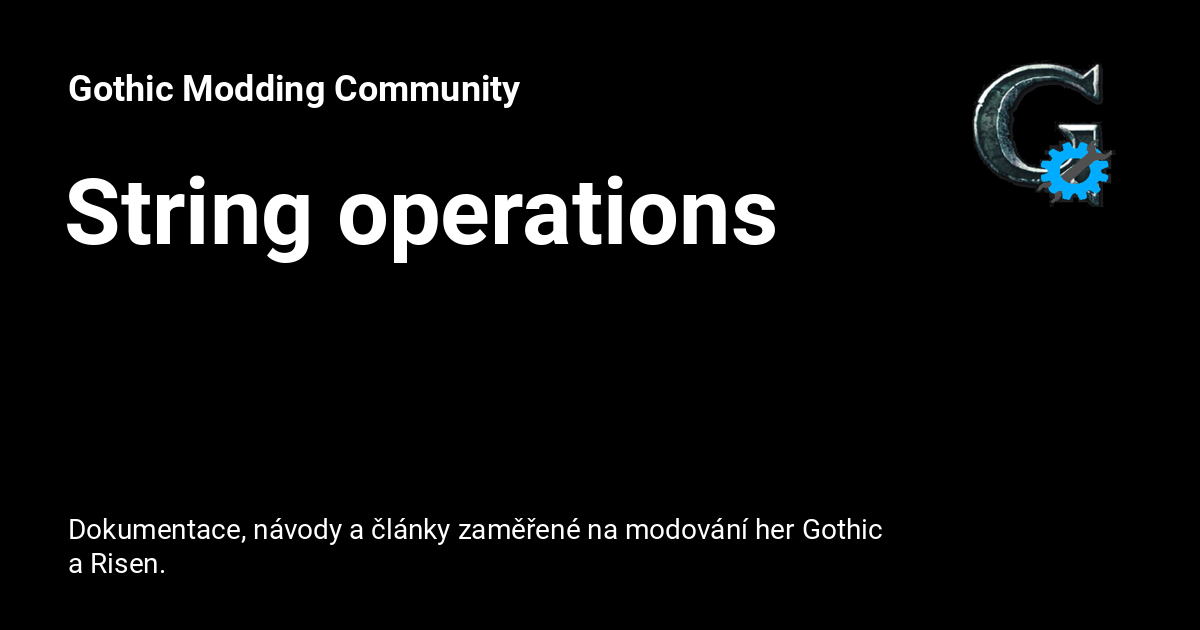 Gothic Modding Community
String operations
Dokumentace, návody a články zaměřené na modování her Gothic
a Risen.